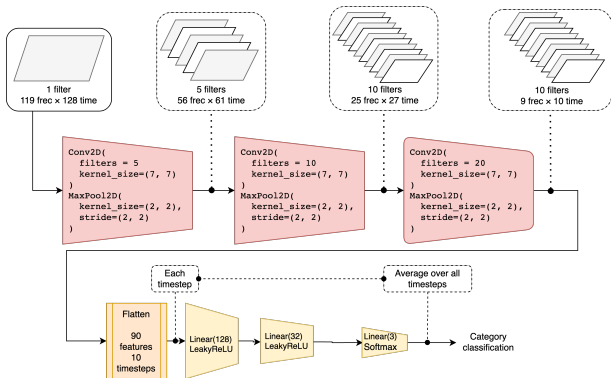 1 filter
119 frec × 128 time
5 filters
56 frec × 61 time
10 filters
25 frec × 27 time
10 filters
9 frec × 10 time
Conv2D(
filters = 5
kernel_size=(7, 7)
)
MaxPool2D(
kernel_size=(2, 2),
stride=(2, 2)
)
Conv2D(
filters = 10
kernel_size=(7, 7)
)
MaxPool2D(
kernel_size=(2, 2),
stride=(2, 2)
)
Conv2D(
filters = 20
kernel_size=(7, 7)
)
MaxPool2D(
kernel_size=(2, 2),
stride=(2, 2)
)
Each
timestep
Average over all
timesteps
Flatten
90
features
10
timesteps
Linear(128)
LeakyReLU
Linear(32)
LeakyReLU
Linear(3)
Softmax
Category
classification